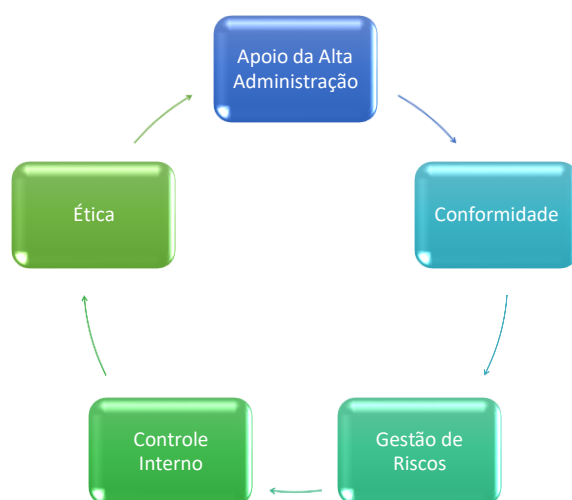 Apoio da Alta
Administração
Conformidade
Gestão de
Riscos
Controle
Interno
Ética